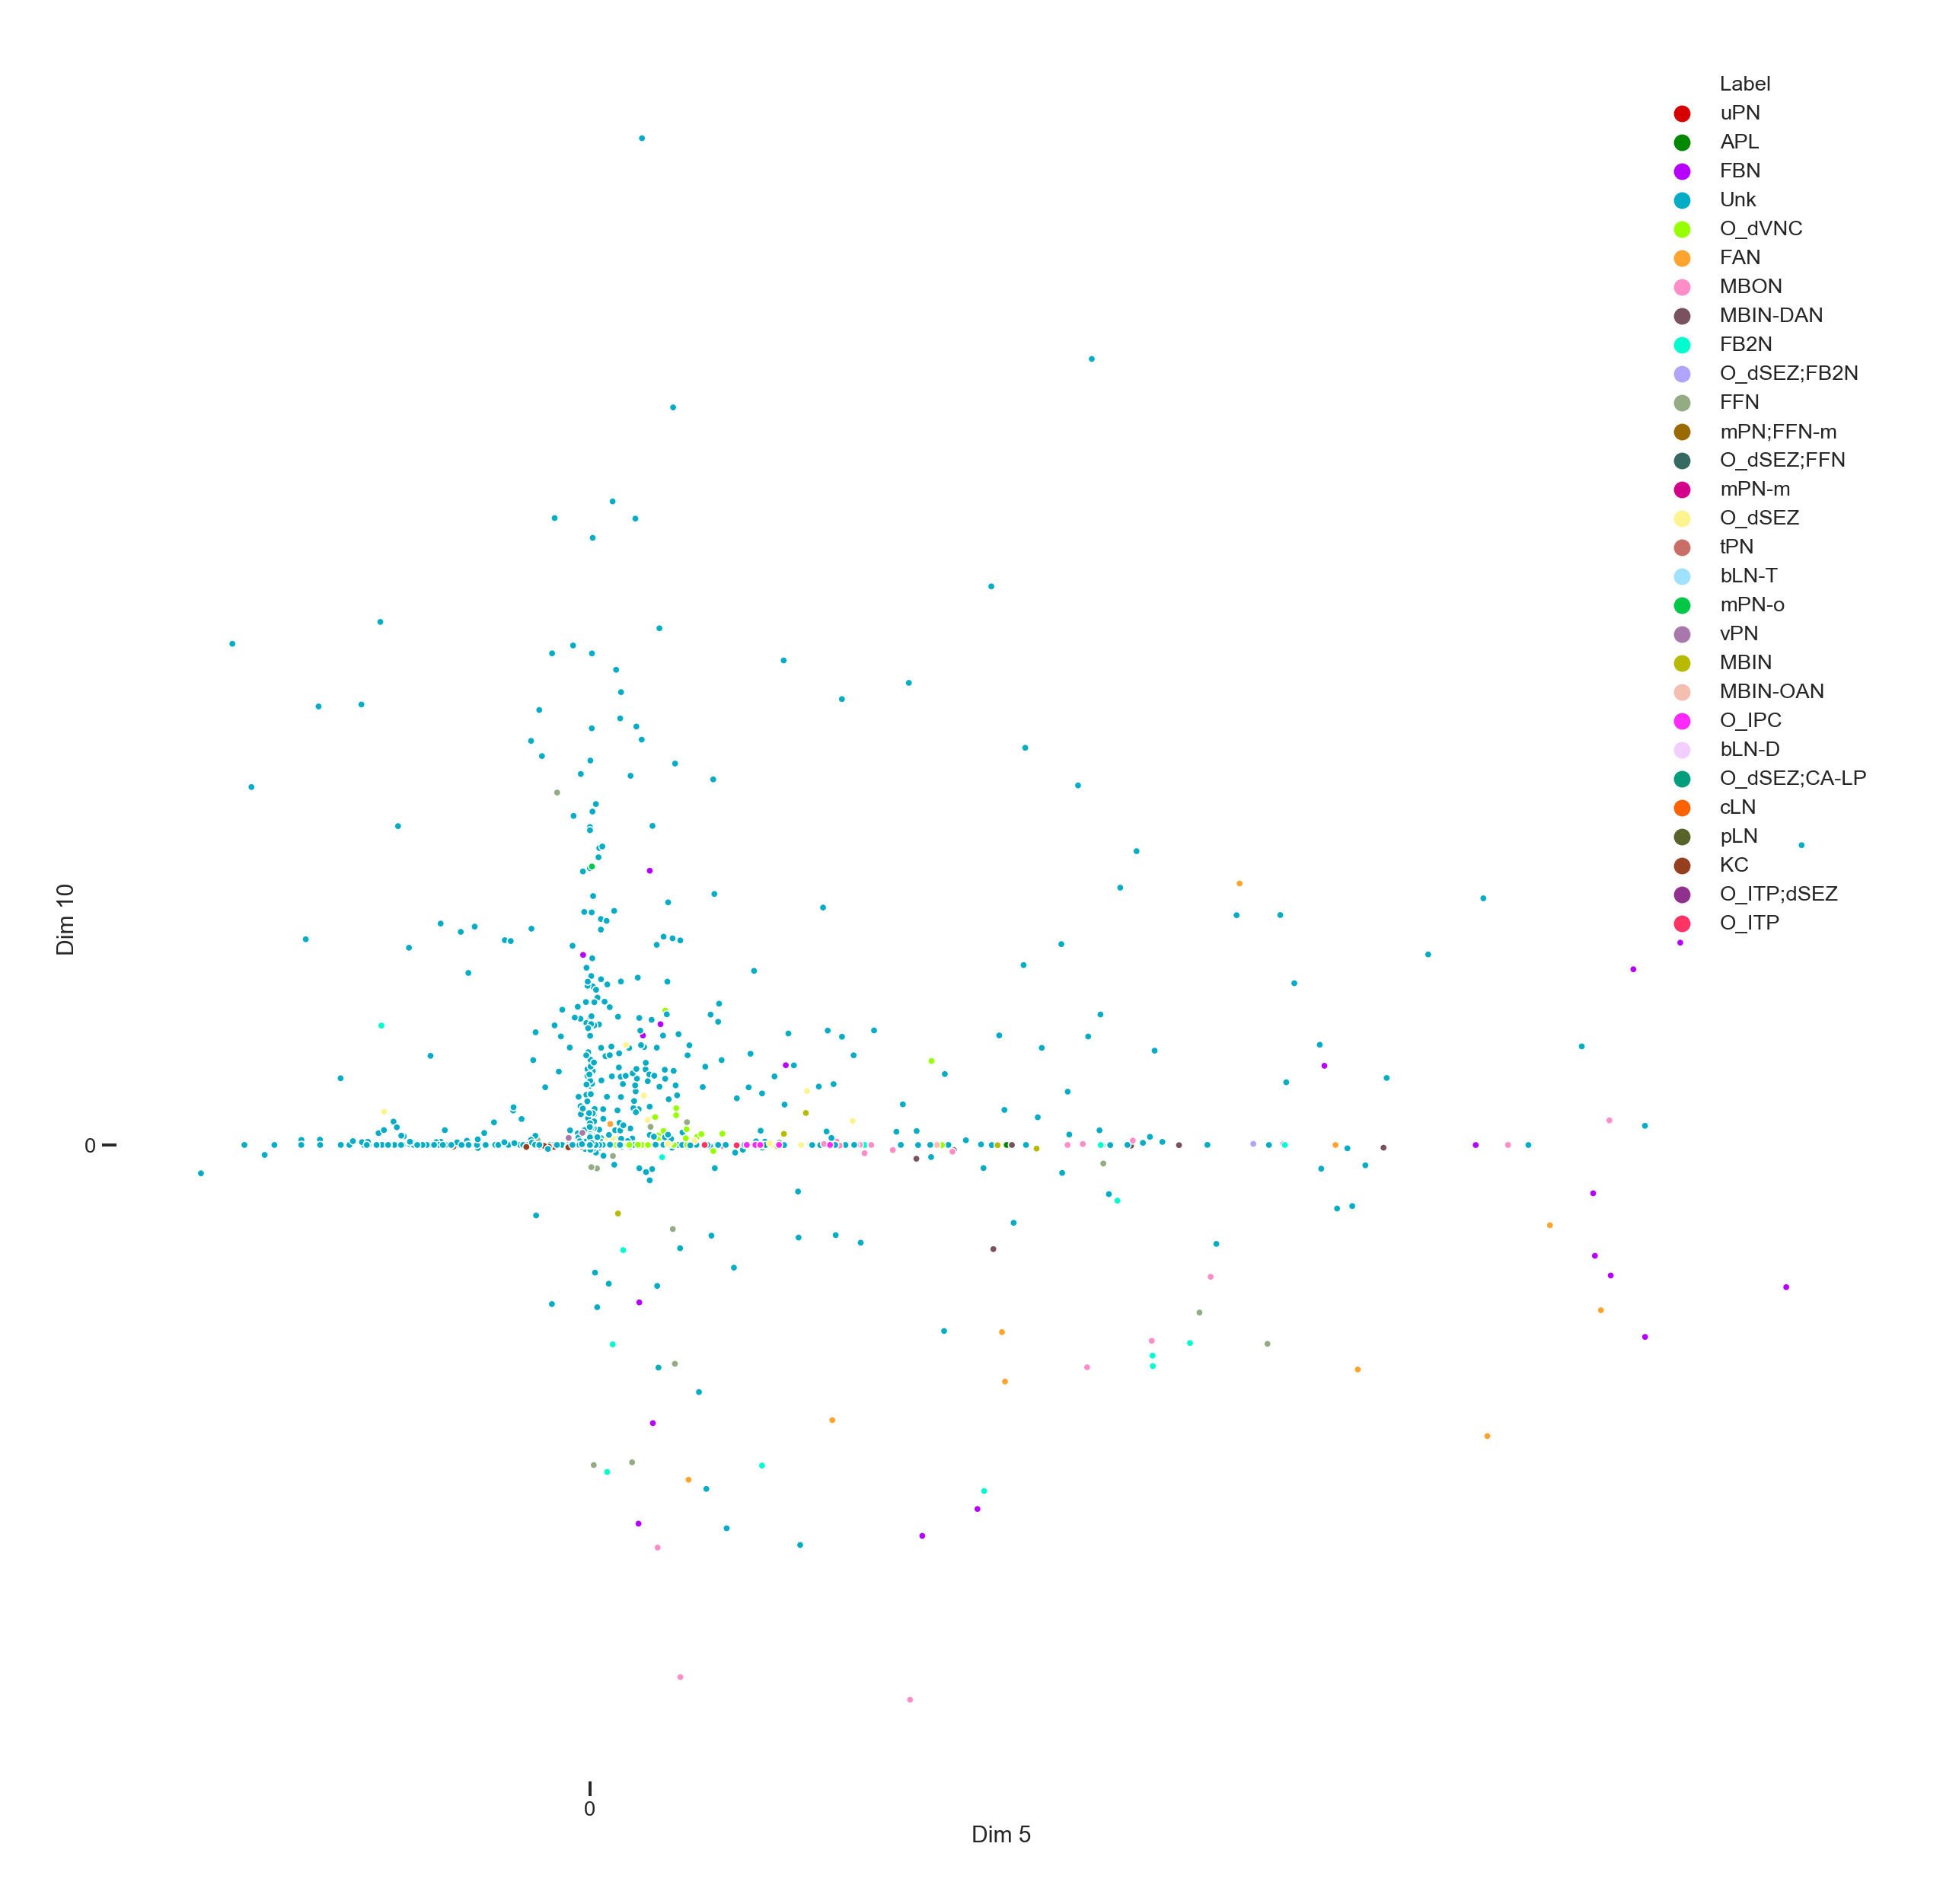 Label
uPN
APL
FBN
Unk
O_dVNC
FAN
MBON
MBIN-DAN
FB2N
O_dSEZ;FB2N
FFN
mPN;FFN-m
O_dSEZ;FFN
mPN-m
O_dSEZ
tPN
bLN-T
mPN-o
vPN
MBIN
MBIN-OAN
O_IPC
bLN-D
O_dSEZ;CA-LP
cLN
pLN
KC
O_ITP;dSEZ
O_ITP
Dim 10
0
0
Dim 5